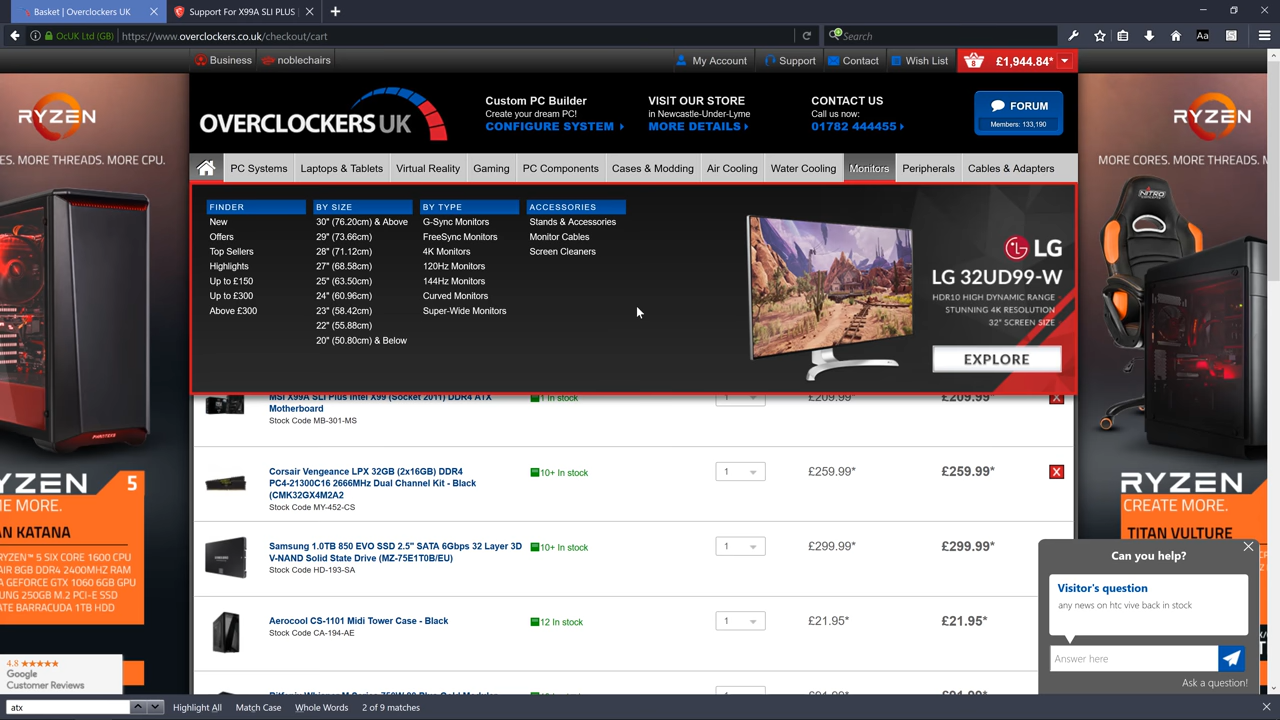 Basket | Overclockers UK
Support For X99A SLI PLUS
OcUK Ltd (GB)
https://www.overclockers.co.uk/checkout/cart
Search
Business
noblechairs
My Account
Support
Contact
Wish List
8
£1,944.84*
OVERCLOCKERS UK
Custom PC Builder
Create your dream PC!
CONFIGURE SYSTEM
VISIT OUR STORE
in Newcastle-Under-Lyme
MORE DETAILS
CONTACT US
Call us now:
01782 444455
FORUM
Members: 133,190
PC Systems
Laptops & Tablets
Virtual Reality
Gaming
PC Components
Cases & Modding
Air Cooling
Water Cooling
Monitors
Peripherals
Cables & Adapters
FINDER
New
Offers
Top Sellers
Highlights
Up to £150
Up to £300
Above £300
BY SIZE
30" (76.20cm) & Above
29" (73.66cm)
28" (71.12cm)
27" (68.58cm)
25" (63.50cm)
24" (60.96cm)
23" (58.42cm)
22" (55.88cm)
20" (50.80cm) & Below
BY TYPE
G-Sync Monitors
FreeSync Monitors
4K Monitors
120Hz Monitors
144Hz Monitors
Curved Monitors
Super-Wide Monitors
ACCESSORIES
Stands & Accessories
Monitor Cables
Screen Cleaners
LG
LG 32UD99-W
HDR10 HIGH DYNAMIC RANGE
STUNNING 4K RESOLUTION
32" SCREEN SIZE
EXPLORE
MSI X99A SLI Plus Intel X99 (Socket 2011) DDR4 ATX
Motherboard
Stock Code MB-301-MS
1 In stock
1
£209.99*
£209.99*
X
Corsair Vengeance LPX 32GB (2x16GB) DDR4
PC4-21300C16 2666MHz Dual Channel Kit - Black
(CMK32GX4M2A2
Stock Code MY-452-CS
10+ In stock
1
£259.99*
£259.99*
X
Samsung 1.0TB 850 EVO SSD 2.5" SATA 6Gbps 32 Layer 3D
V-NAND Solid State Drive (MZ-75E1T0B/EU)
Stock Code HD-193-SA
10+ In stock
1
£299.99*
£299.99*
Aerocool CS-1101 Midi Tower Case - Black
Stock Code CA-194-AE
12 In stock
1
£21.95*
£21.95*
RYZEN
ES. MORE THREADS. MORE CPU.
YZEN 5
E MORE.
AN KATANA
RYZEN™ 5 SIX CORE 1600 CPU
AIR 8GB DDR4 2400MHZ RAM
A GEFORCE GTX 1060 6GB GPU
UNG 250GB M.2 PCI-E SSD
ATE BARRACUDA 1TB HDD
4.8 ★★★★★
Google
Customer Reviews
RYZEN
MORE CORES. MORE THREADS. M
NITRO
RYZEN
CREATE MORE.
TITAN VULTURE
Can you help?
Visitor's question
any news on htc vive back in stock
Answer here
Ask a question!
atx
Highlight All
Match Case
Whole Words
2 of 9 matches